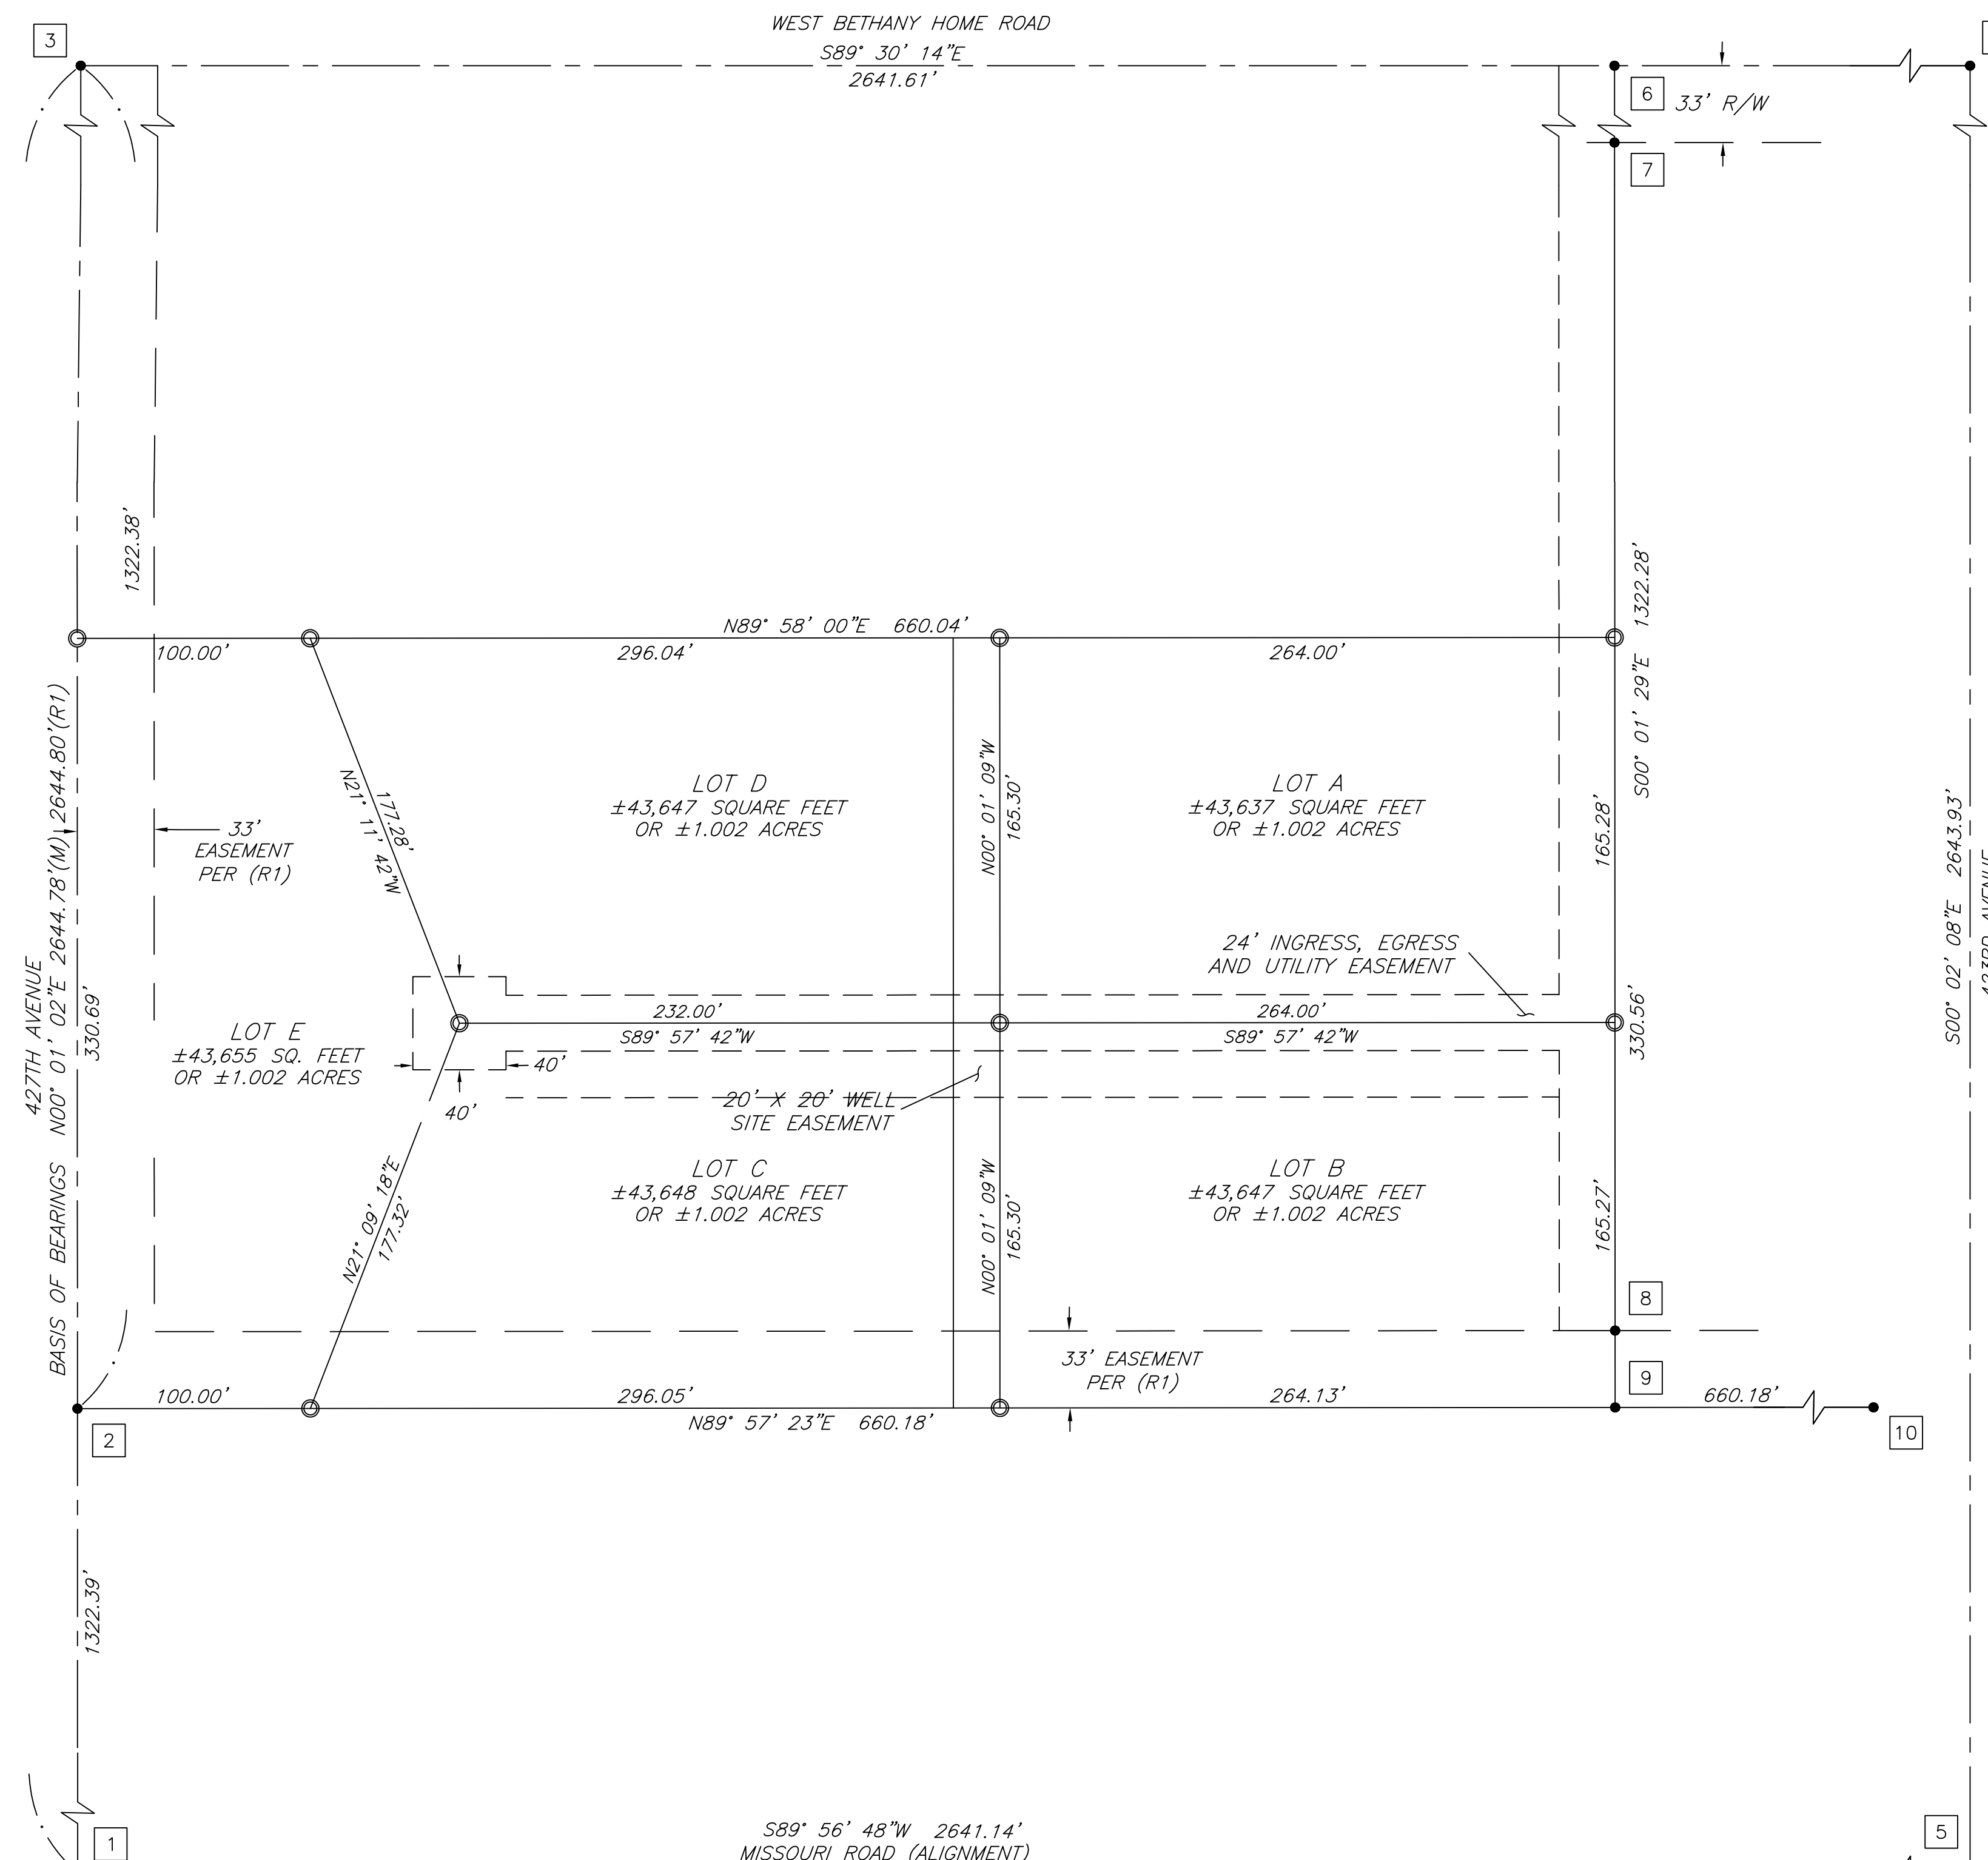 WEST BETHANY HOME ROAD
S89° 30' 14"E
2641.61'
3
6
33' R/W
7
1322.38'
1322.28'
S00° 01' 29"E
N89° 58' 00"E 660.04'
100.00'
296.04'
264.00'
427TH AVENUE
BASIS OF BEARINGS N00° 01' 02"E 2644.78'(M) 2644.80'(R1)
330.69'
33'
EASEMENT
PER (R1)
N21° 11' 42"W
177.28'
LOT D
±43,647 SQUARE FEET
OR ±1.002 ACRES
N00° 01' 09"W
165.30'
LOT A
±43,637 SQUARE FEET
OR ±1.002 ACRES
165.28'
S00° 02' 08"E 2643.93'
423RD AVENUE
24' INGRESS, EGRESS
AND UTILITY EASEMENT
LOT E
±43,655 SQ. FEET
OR ±1.002 ACRES
232.00'
S89° 57' 42"W
264.00'
S89° 57' 42"W
330.56'
40'
40'
20' X 20' WELL
SITE EASEMENT
N21° 09' 18"E
177.32'
LOT C
±43,648 SQUARE FEET
OR ±1.002 ACRES
N00° 01' 09"W
165.30'
LOT B
±43,647 SQUARE FEET
OR ±1.002 ACRES
165.27'
8
33' EASEMENT
PER (R1)
9
100.00'
296.05'
264.13'
660.18'
N89° 57' 23"E 660.18'
2
10
1322.39'
1
S89° 56' 48"W 2641.14'
MISSOURI ROAD (ALIGNMENT)
5